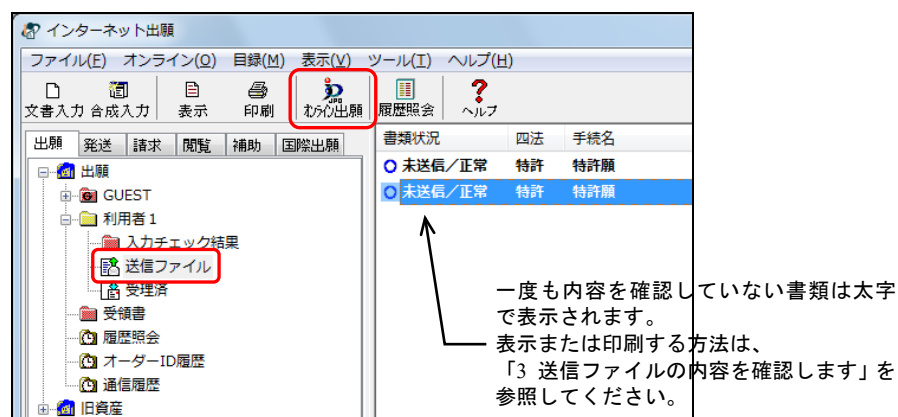 インターネット出願
ファイル(F) オンライン(O) 目録(M) 表示(V) ツール(T) ヘルプ(H)
文書入力 合成入力 表示 印刷 オンライン出願 履歴照会 ヘルプ
出願 発送 請求 閲覧 補助 国際出願
書類状況 四法 手続名
出願
未送信/正常 特許 特許願
GUEST
未送信/正常 特許 特許願
利用者1
入力チェック結果
送信ファイル
受理済
受領書
履歴照会
オーダーID履歴
通信履歴
旧資産
一度も内容を確認していない書類は太字
で表示されます。
表示または印刷する方法は、
「3 送信ファイルの内容を確認します」を
参照してください。